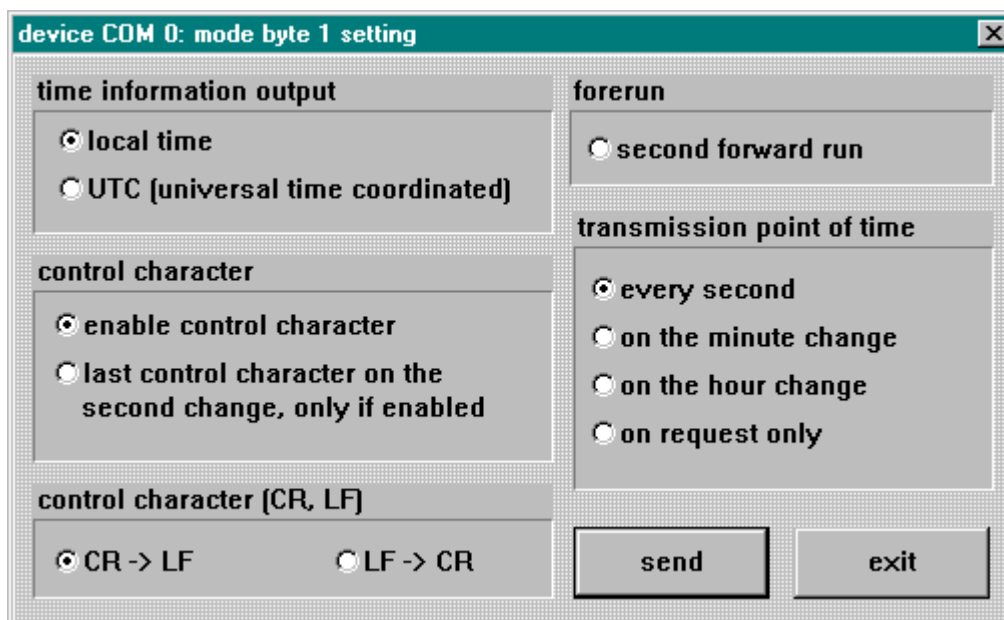 device COM 0: mode byte 1 setting
time information output
local time
UTC (universal time coordinated)
control character
enable control character
last control character on the
second change, only if enabled
control character (CR, LF)
CR -> LF
LF -> CR
forerun
second forward run
transmission point of time
every second
on the minute change
on the hour change
on request only
send
exit